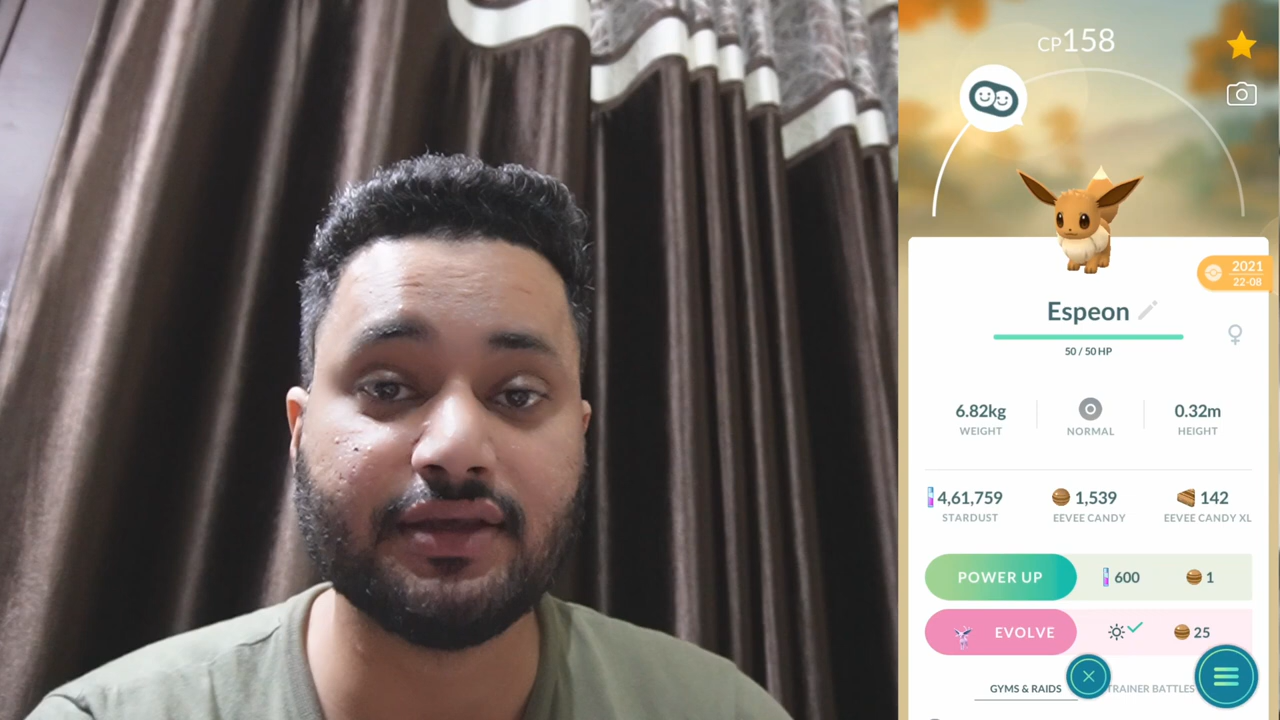 CP158
2021
22-08
Espeon
50 / 50 HP
6.82kg
WEIGHT
NORMAL
0.32m
HEIGHT
4,61,759
STARDUST
1,539
EEVEE CANDY
142
EEVEE CANDY XL
POWER UP 600 1
EVOLVE 25
GYMS & RAIDS TRAINER BATTLES